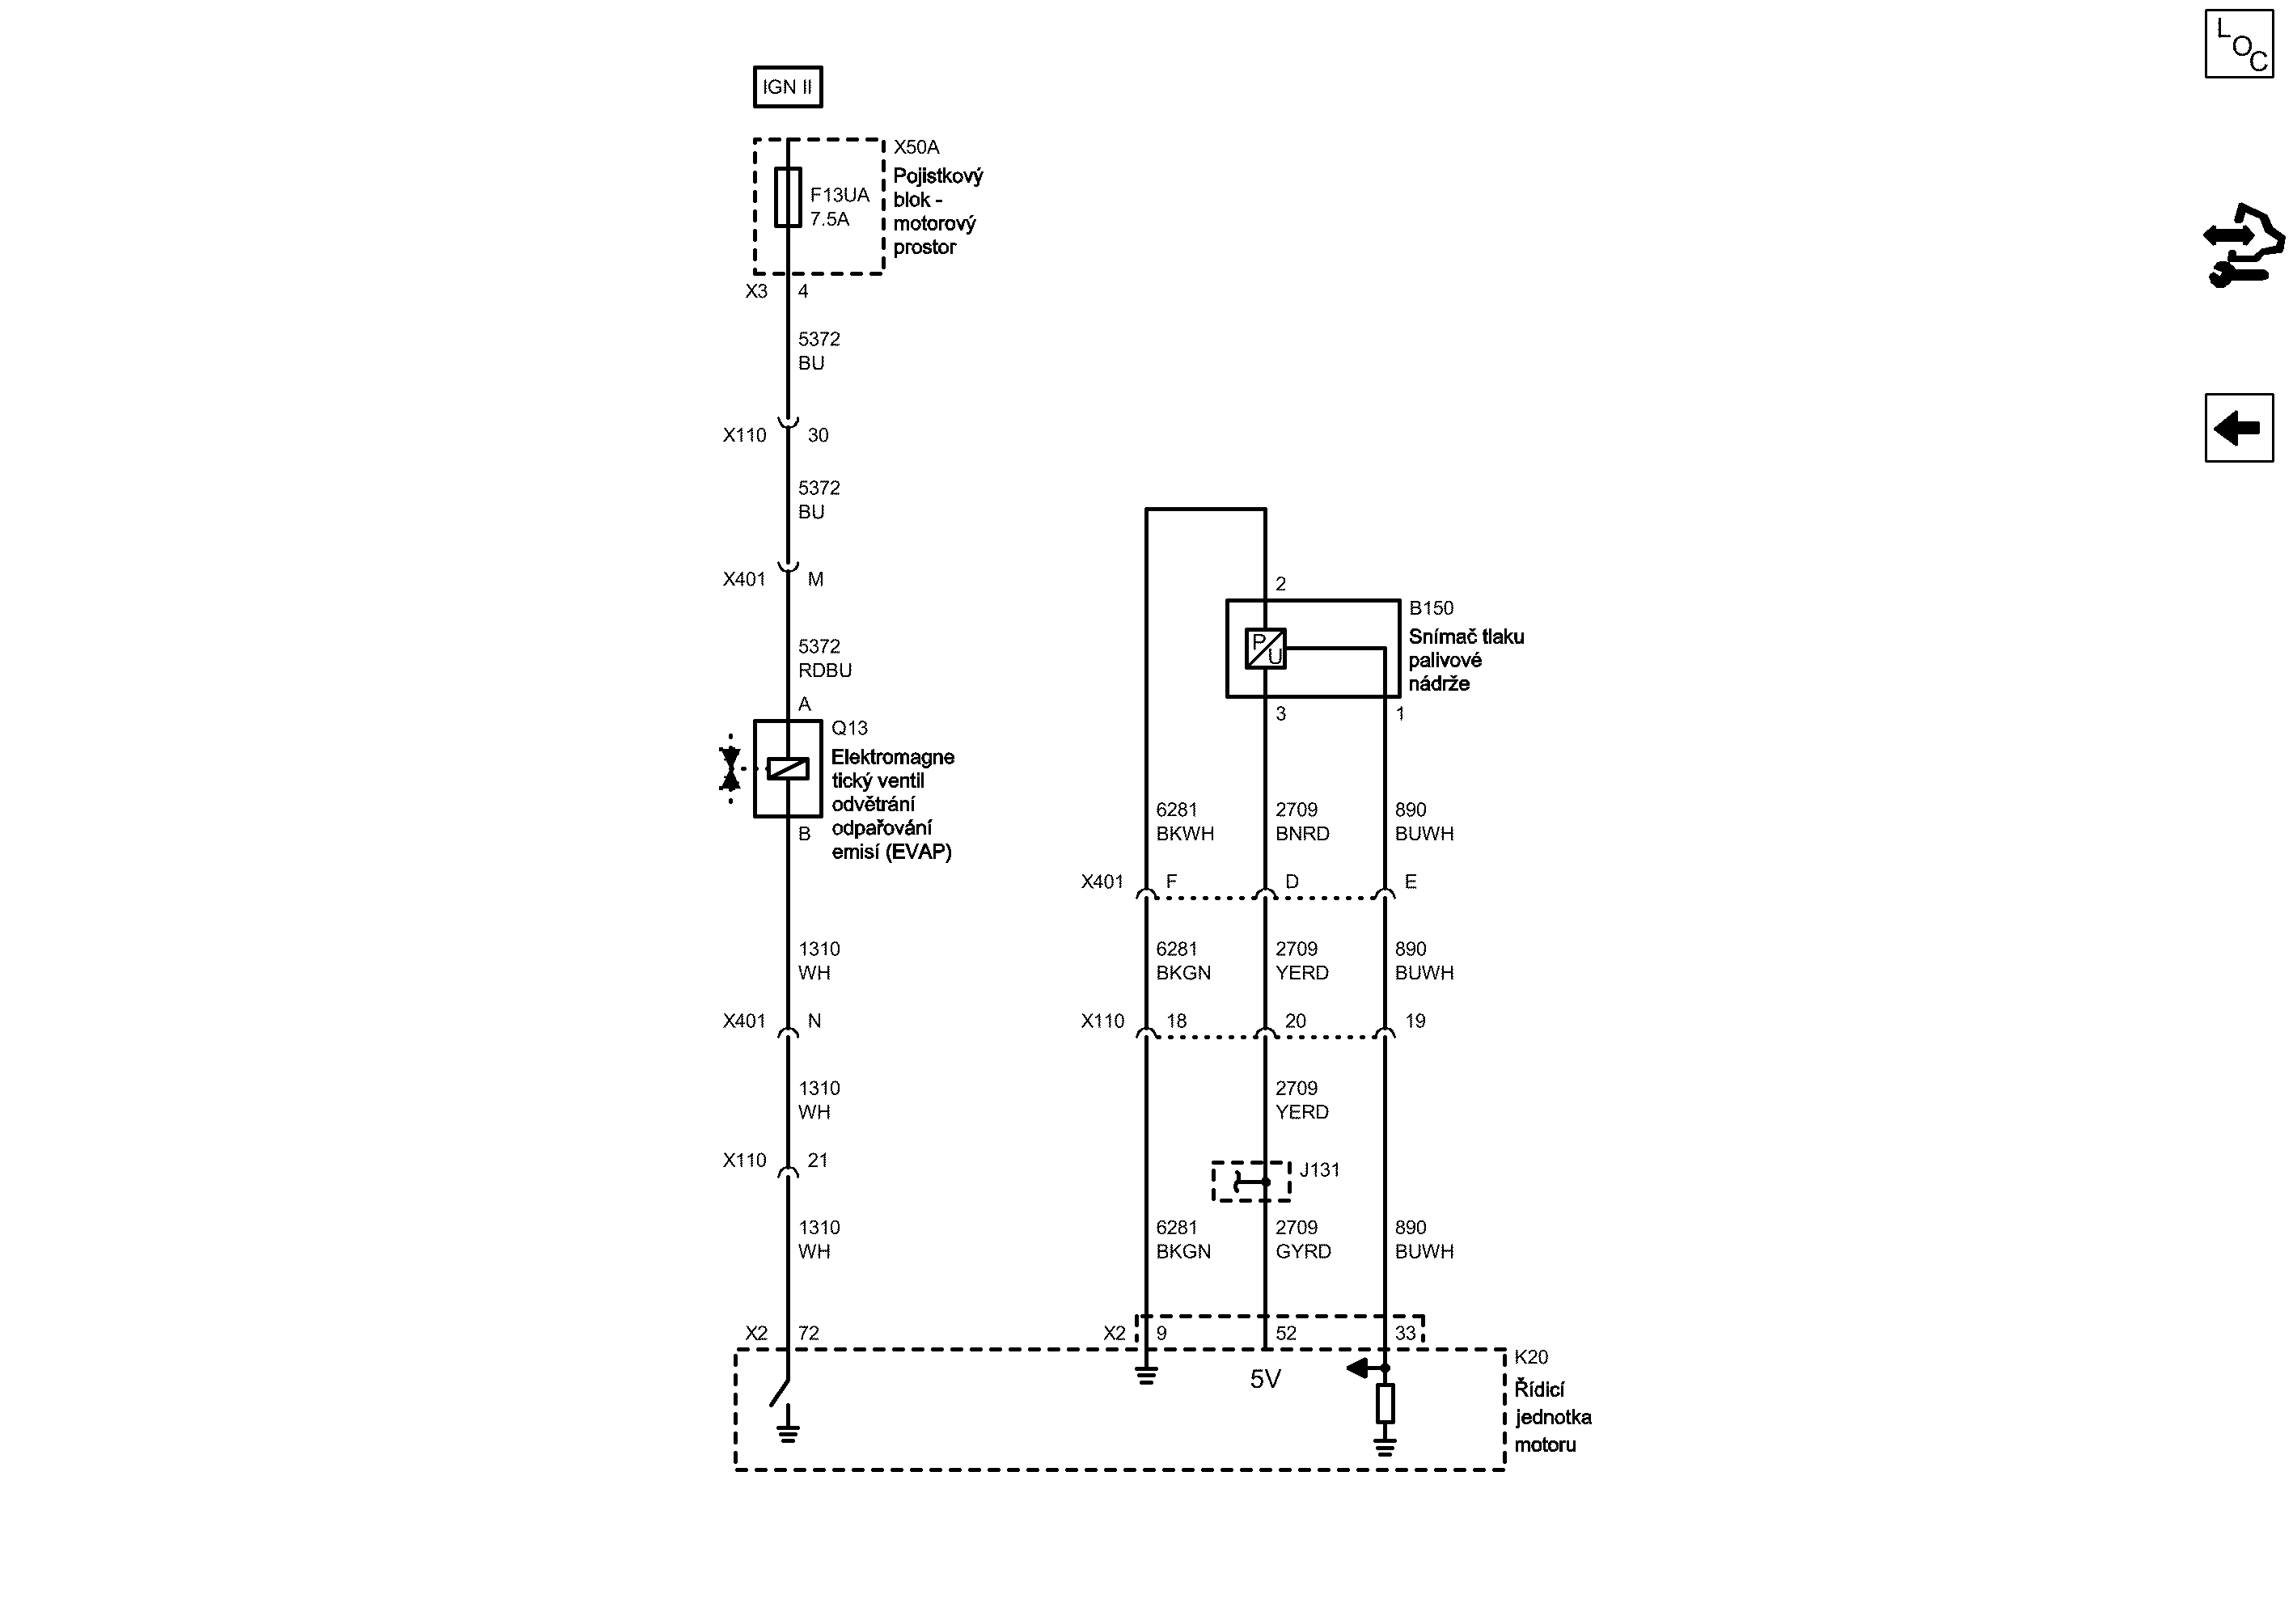 L
O
C
IGN II
X50A
Pojistkový
blok -
motorový
prostor
F13UA
7.5A
X3 4
5372
BU
X110 30
5372
BU
X401 M
5372
RDBU
A
Q13
Elektromagne
tický ventil
odvětrání
odpařování
emisí (EVAP)
B
1310
WH
X401 N
1310
WH
X110 21
1310
WH
X2 72
2
B150
Snímač tlaku
palivové
nádrže
P
U
3 1
6281 2709 890
BKWH BNRD BUWH
X401 F D E
6281 2709 890
BKGN YERD BUWH
X110 18 20 19
2709
YERD
J131
6281 2709 890
BKGN GYRD BUWH
X2 9 52 33
5V
K20
Řídicí
jednotka
motoru